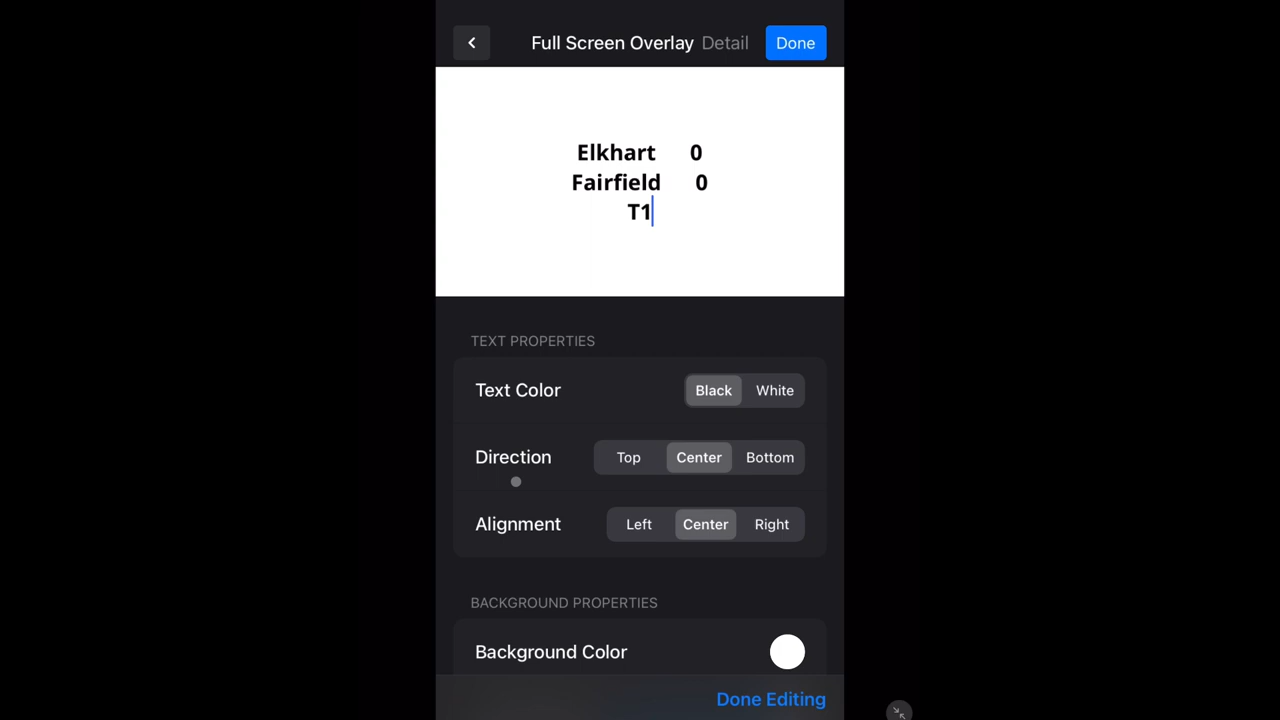 Full Screen Overlay Detail Done
Elkhart 0
Fairfield 0
T1
TEXT PROPERTIES
Text Color Black White
Direction Top Center Bottom
Alignment Left Center Right
BACKGROUND PROPERTIES
Background Color
Done Editing